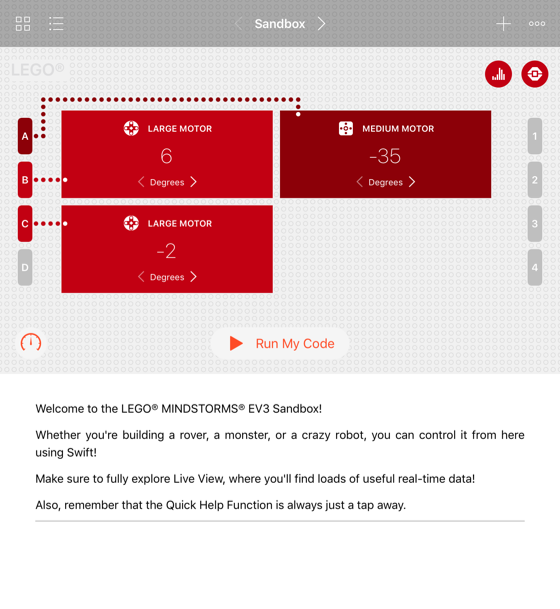 Sandbox
LEGO®
LARGE MOTOR
6
Degrees
MEDIUM MOTOR
-35
Degrees
A
B
C
D
LARGE MOTOR
-2
Degrees
1
2
3
4
Run My Code
Welcome to the LEGO® MINDSTORMS® EV3 Sandbox!
Whether you're building a rover, a monster, or a crazy robot, you can control it from here
using Swift!
Make sure to fully explore Live View, where you'll find loads of useful real-time data!
Also, remember that the Quick Help Function is always just a tap away.